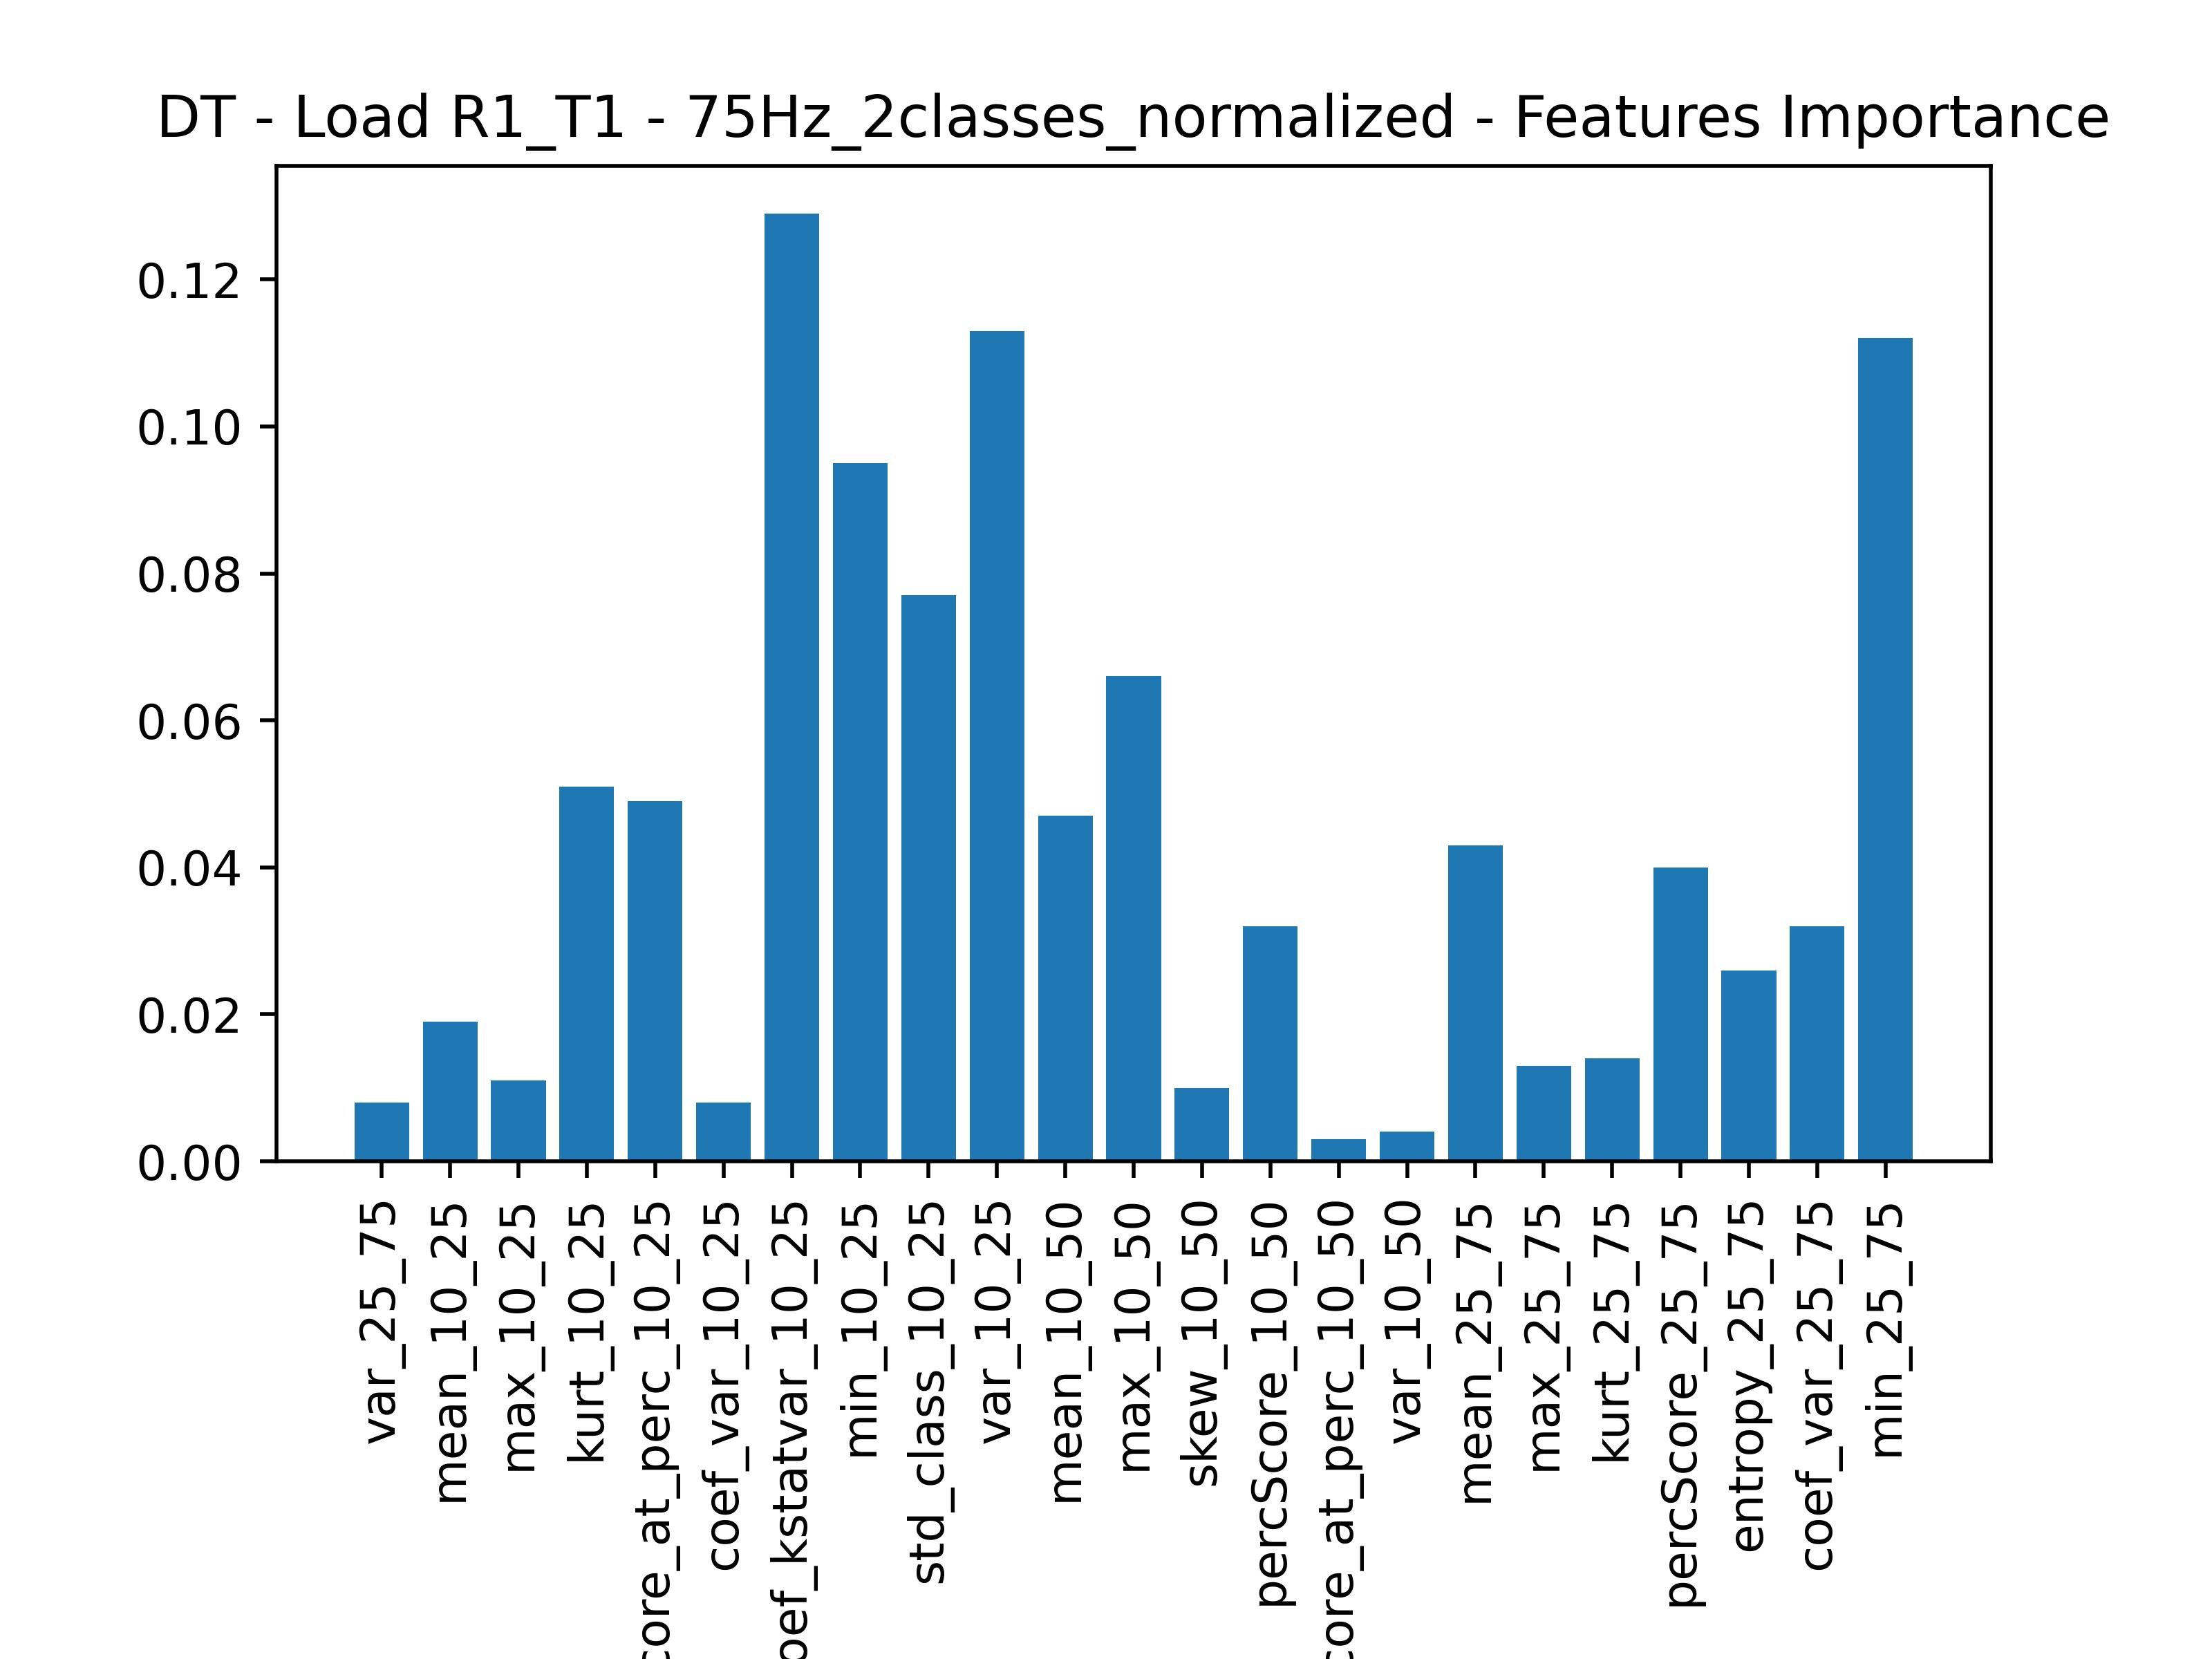 DT - Load R1_T1 - 75Hz_2classes_normalized - Features Importance
0.12
0.10
0.08
0.06
0.04
0.02
0.00
var_25_75
mean_10_25
max_10_25
kurt_10_25
core_at_perc_10_25
coef_var_10_25
oef_kstatvar_10_25
min_10_25
std_class_10_25
var_10_25
mean_10_50
max_10_50
skew_10_50
percScore_10_50
core_at_perc_10_50
var_10_50
mean_25_75
max_25_75
kurt_25_75
percScore_25_75
entropy_25_75
coef_var_25_75
min_25_75